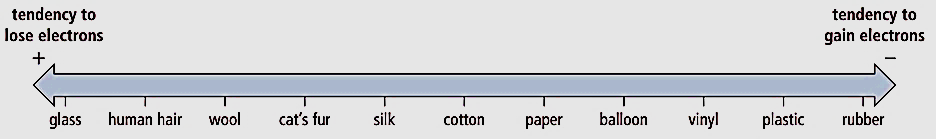 tendency to
lose electrons
+
tendency to
gain electrons
–
glass human hair wool cat's fur silk cotton paper balloon vinyl plastic rubber